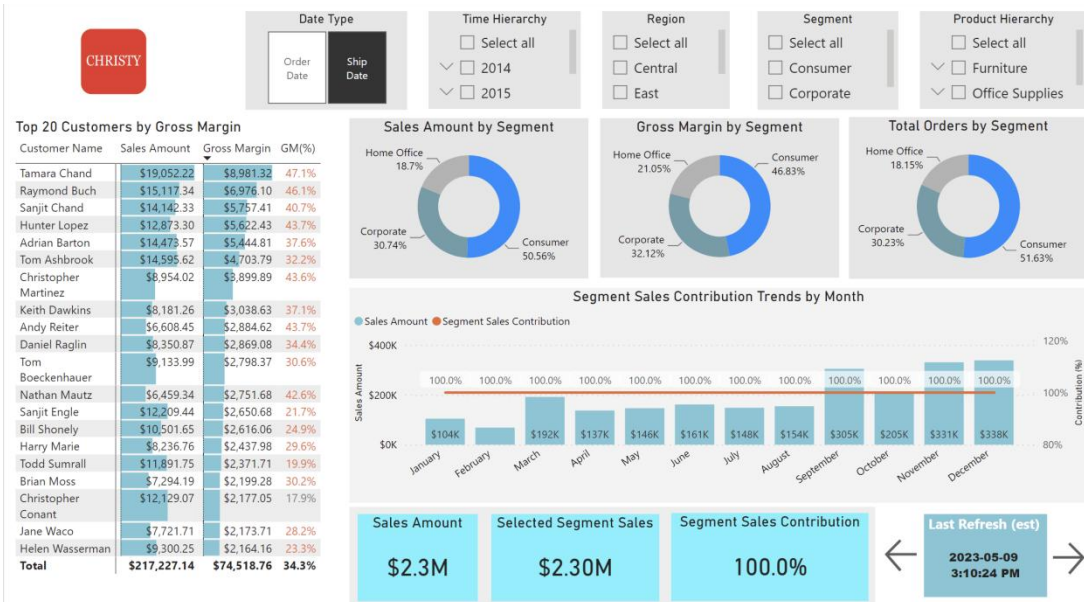 CHRISTY
Date Type
Order
Date
Ship
Date
Time Hierarchy
Select all
2014
2015
Region
Select all
Central
East
Segment
Select all
Consumer
Corporate
Product Hierarchy
Select all
Furniture
Office Supplies
Top 20 Customers by Gross Margin
Customer Name Sales Amount Gross Margin GM(%)
Tamara Chand $19,052.22 $8,981.32 47.1%
Raymond Buch $15,117.34 $6,976.10 46.1%
Sanjit Chand $14,142.33 $5,757.41 40.7%
Hunter Lopez $12,873.30 $5,622.43 43.7%
Adrian Barton $14,473.57 $5,444.81 37.6%
Tom Ashbrook $14,595.62 $4,703.79 32.2%
Christopher $8,954.02 $3,899.89 43.6%
Martinez
Keith Dawkins $8,181.26 $3,038.63 37.1%
Andy Reiter $6,608.45 $2,884.62 43.7%
Daniel Raglin $8,350.87 $2,869.08 34.4%
Tom $9,133.99 $2,798.37 30.6%
Boeckenhauer
Nathan Mautz $6,459.34 $2,751.68 42.6%
Sanjit Engle $12,209.44 $2,650.68 21.7%
Bill Shonely $10,501.65 $2,616.06 24.9%
Harry Marie $8,236.76 $2,437.98 29.6%
Todd Sumrall $11,891.75 $2,371.71 19.9%
Brian Moss $7,294.19 $2,199.28 30.2%
Christopher $12,129.07 $2,177.05 17.9%
Conant
Jane Waco $7,721.71 $2,173.71 28.2%
Helen Wasserman $9,300.25 $2,164.16 23.3%
Total $217,227.14 $74,518.76 34.3%
Sales Amount by Segment
Home Office
18.7%
Corporate
30.74%
Consumer
50.56%
Gross Margin by Segment
Home Office
21.05%
Consumer
46.83%
Corporate
32.12%
Total Orders by Segment
Home Office
18.15%
Corporate
30.23%
Consumer
51.63%
Segment Sales Contribution Trends by Month
Sales Amount Segment Sales Contribution
Sales Amount
$400K
$200K
$0K
100.0% 100.0% 100.0% 100.0% 100.0% 100.0% 100.0% 100.0% 100.0% 100.0% 100.0% 100.0%
$104K $192K $137K $146K $161K $148K $154K $305K $205K $331K $338K
January February March April May June July August September October November December
120%
100%
80%
Contribution (%)
Sales Amount
$2.3M
Selected Segment Sales
$2.30M
Segment Sales Contribution
100.0%
Last Refresh (est)
2023-05-09
3:10:24 PM